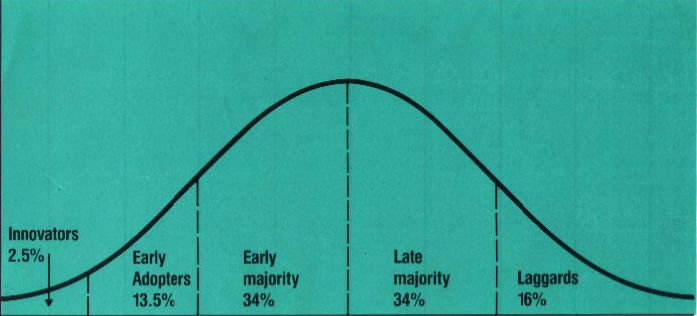 Innovators
2.5%
Early
Adopters
13.5%
Early
majority
34%
Late
majority
34%
Laggards
16%